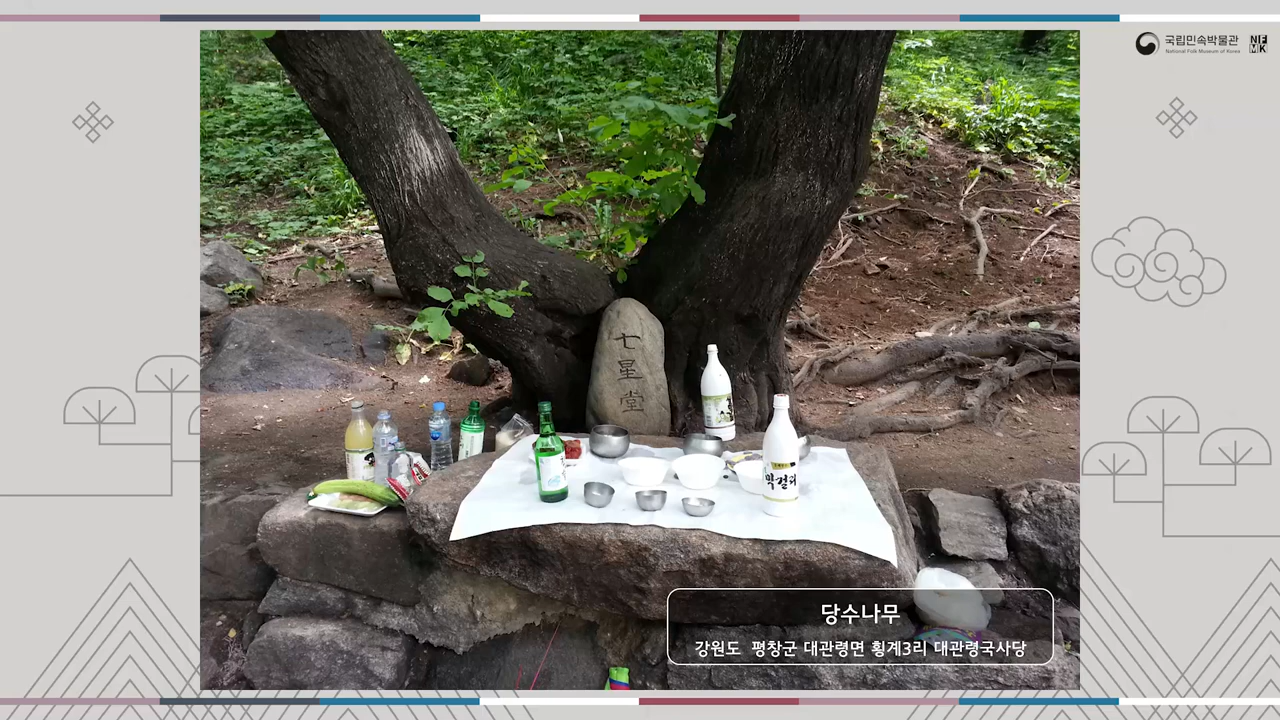 국립민속박물관
National Folk Museum of Korea
NF
MK
七
星
堂
막걸리
당수나무
강원도 평창군 대관령면 횡계3리 대관령국사당